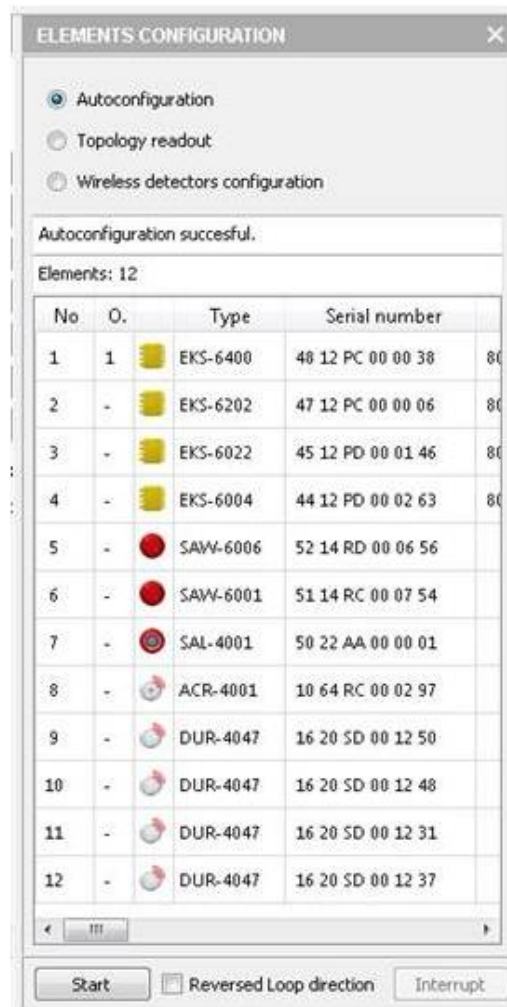 ELEMENTS CONFIGURATION
Autoconfiguration
Topology readout
Wireless detectors configuration
Autoconfiguration succesful.
Elements: 12
No O. Type Serial number
1 1 EKS-6400 48 12 PC 00 00 38 80
2 - EKS-6202 47 12 PC 00 00 06 80
3 - EKS-6022 45 12 PD 00 01 46 80
4 - EKS-6004 44 12 PD 00 02 63 80
5 - SAW-6006 52 14 RD 00 06 56
6 - SAW-6001 51 14 RC 00 07 54
7 - SAL-4001 50 22 AA 00 00 01
8 - ACR-4001 10 64 RC 00 02 97
9 - DUR-4047 16 20 SD 00 12 50
10 - DUR-4047 16 20 SD 00 12 48
11 - DUR-4047 16 20 SD 00 12 31
12 - DUR-4047 16 20 SD 00 12 37
Start Reversed Loop direction Interrupt